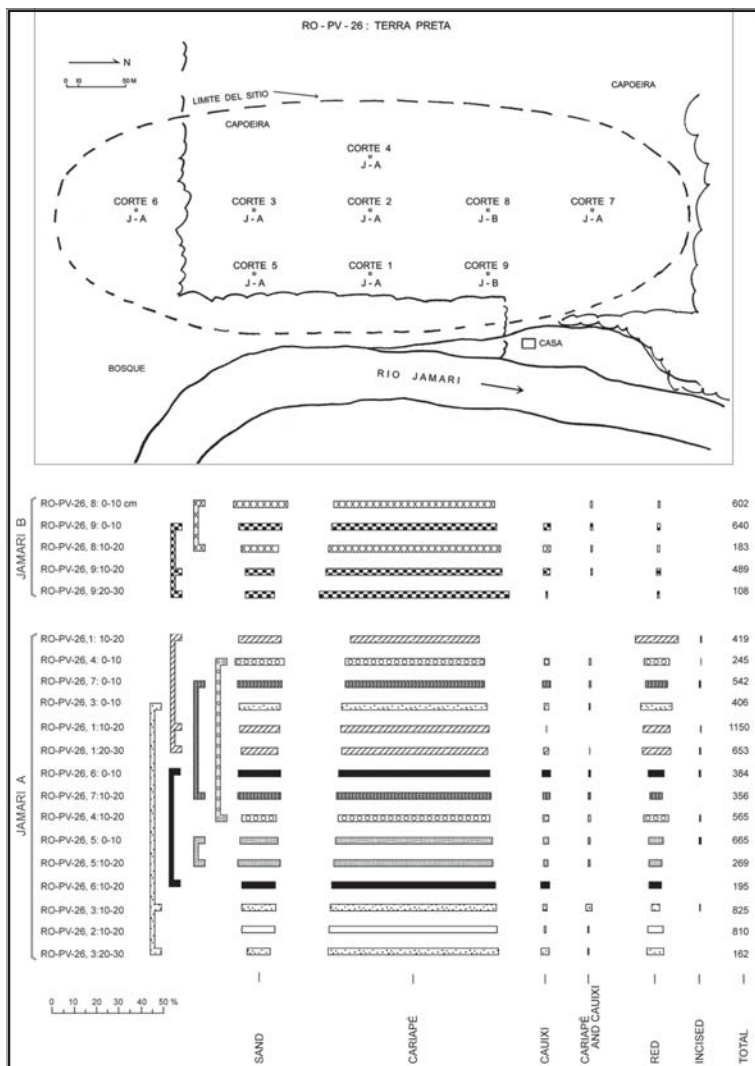 RO - PV - 26 : TERRA PRETA
N
0 10 50 M
LIMITE DEL SITIO
CAPOEIRA
CAPOEIRA
CORTE 4
J - A
CORTE 6
J - A
CORTE 3
J - A
CORTE 2
J - A
CORTE 8
J - B
CORTE 7
J - A
CORTE 5
J - A
CORTE 1
J - A
CORTE 9
J - B
CASA
BOSQUE
RIO JAMARI
JAMARI B
RO-PV-26, 8: 0-10 cm 602
RO-PV-26, 9: 0-10 640
RO-PV-26, 8:10-20 183
RO-PV-26, 9:10-20 489
RO-PV-26, 9:20-30 108
JAMARI A
RO-PV-26,1: 10-20 419
RO-PV-26, 4: 0-10 245
RO-PV-26, 7: 0-10 542
RO-PV-26, 3: 0-10 406
RO-PV-26, 1:10-20 1150
RO-PV-26, 1:20-30 653
RO-PV-26, 6: 0-10 384
RO-PV-26, 7:10-20 356
RO-PV-26, 4:10-20 565
RO-PV-26, 5: 0-10 665
RO-PV-26, 5:10-20 269
RO-PV-26, 6:10-20 195
RO-PV-26, 3:10-20 825
RO-PV-26, 2:10-20 810
RO-PV-26, 3:20-30 162
0 10 20 30 40 50 %
SAND
CARIAPÉ
CAUIXI
CARIAPÉ
AND CAUIXI
RED
INCISED
TOTAL